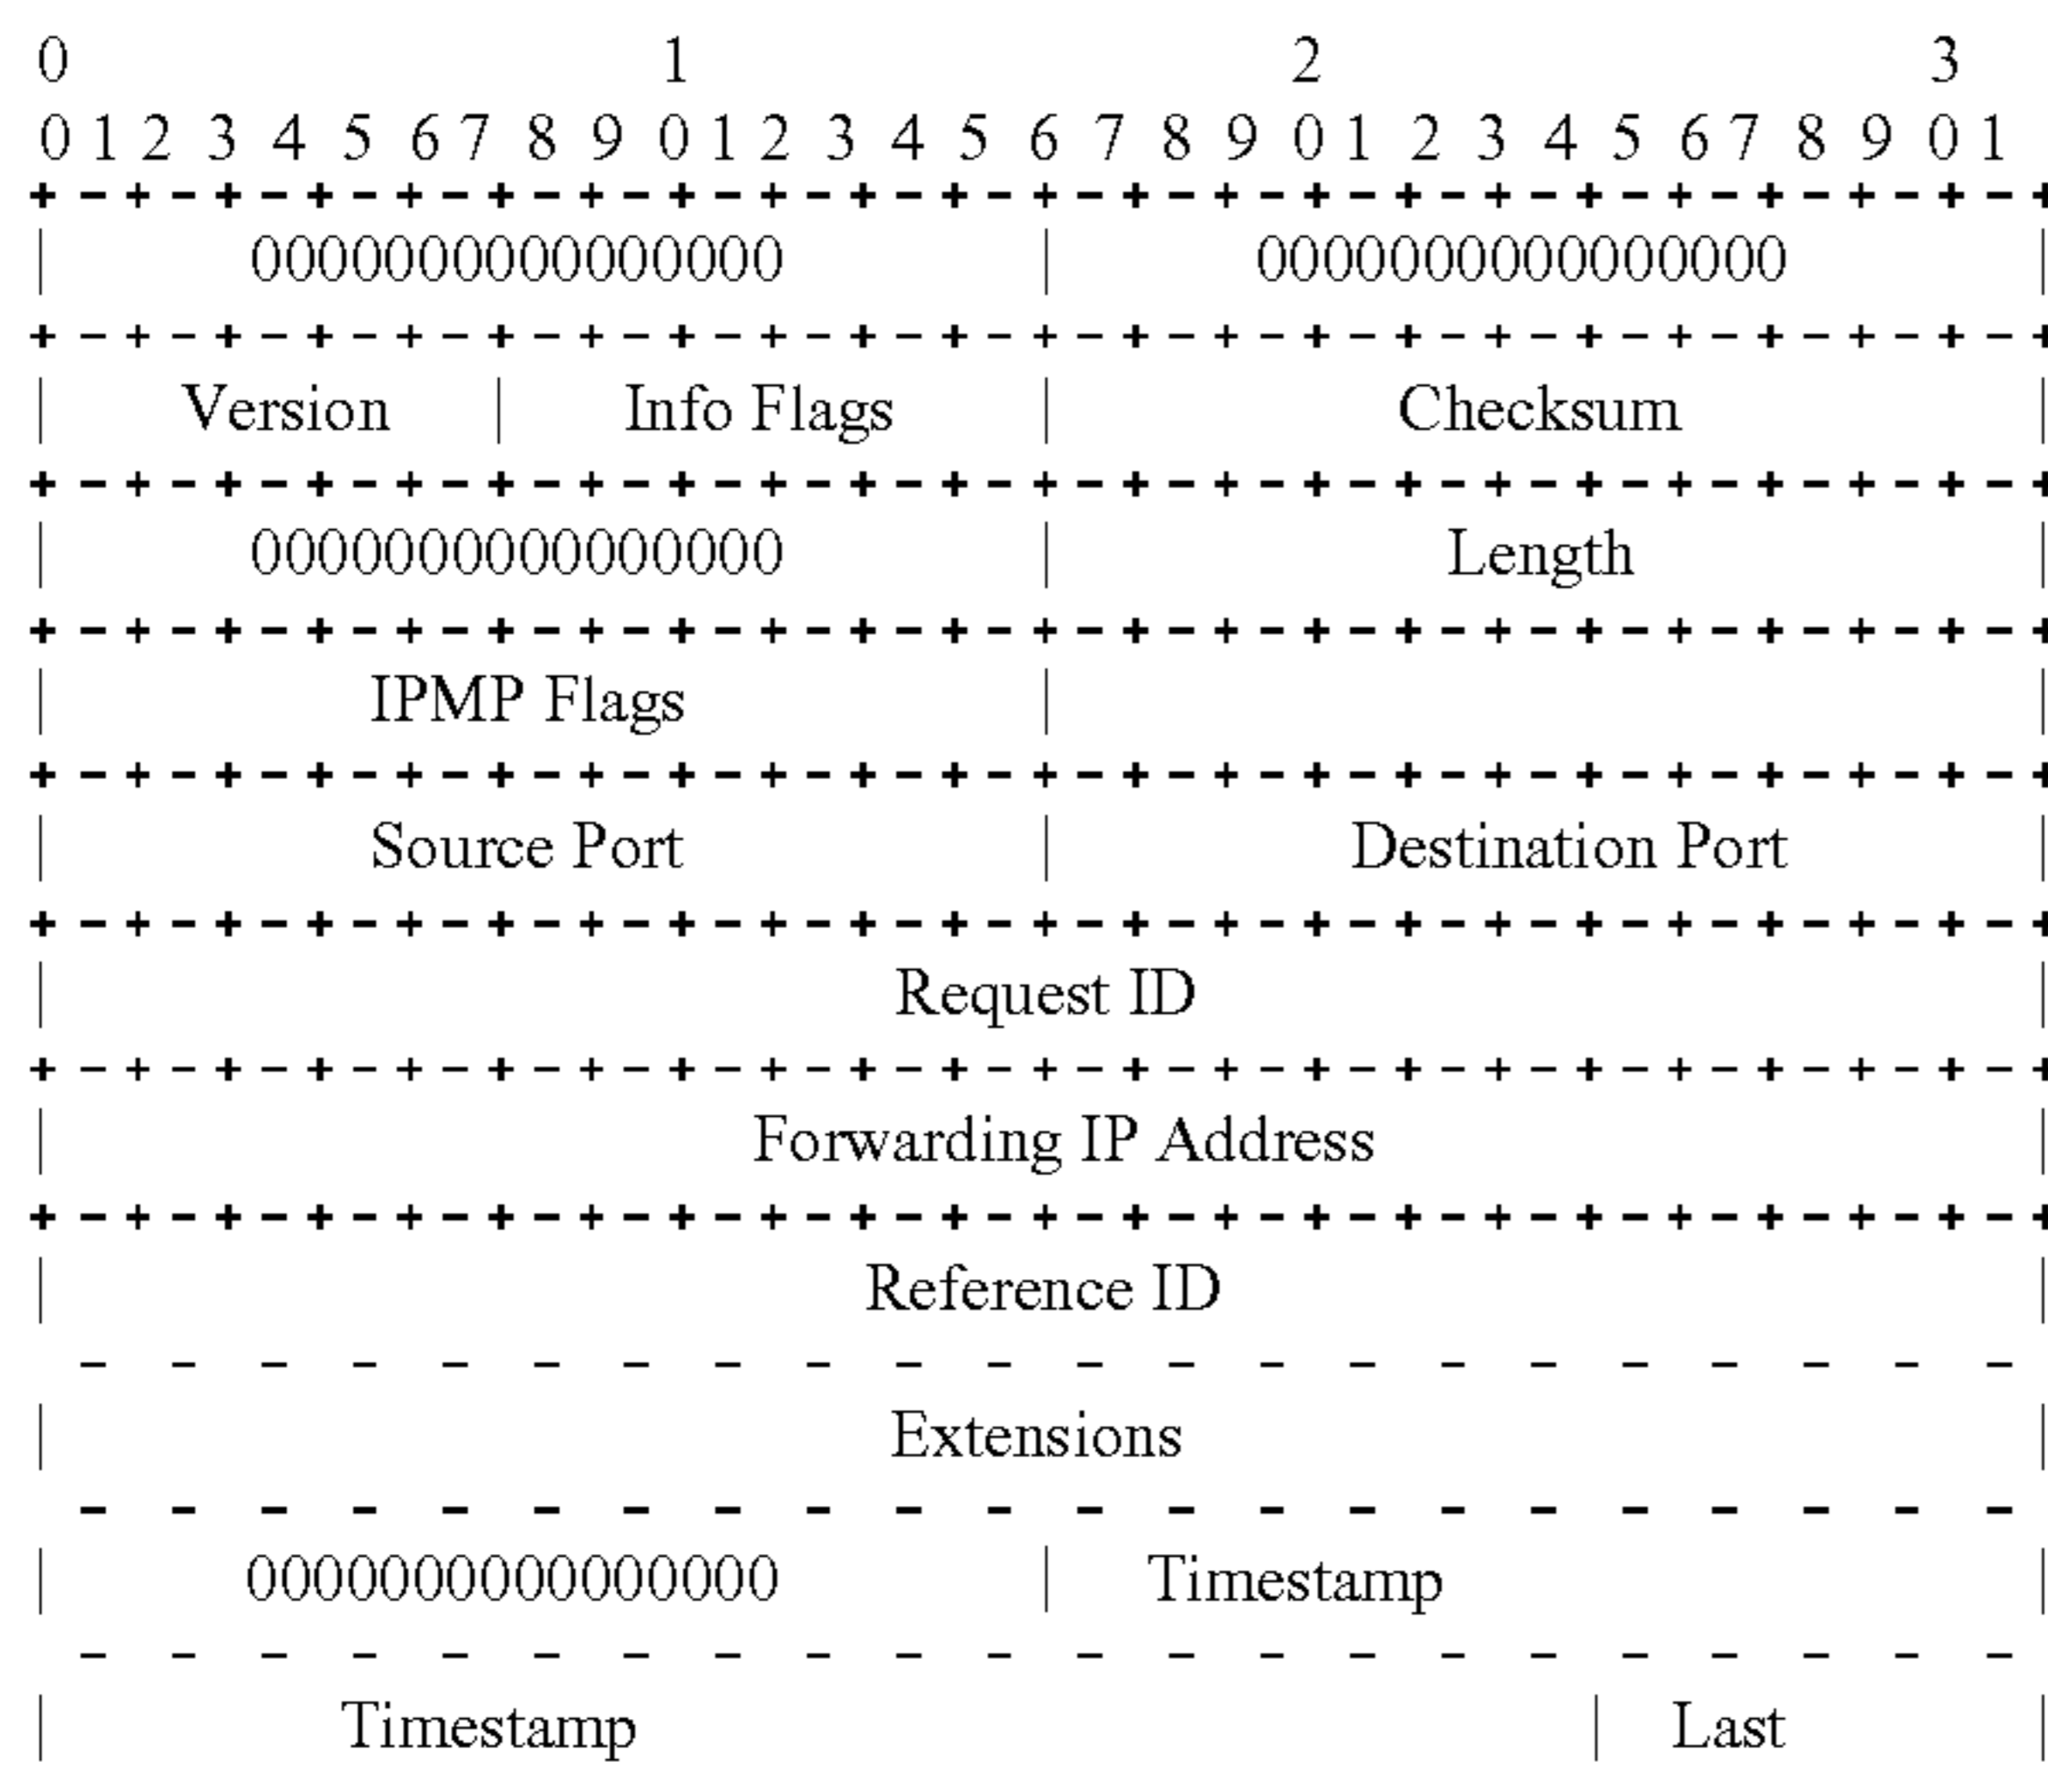 0 1 2 3
0 1 2 3 4 5 6 7 8 9 0 1 2 3 4 5 6 7 8 9 0 1 2 3 4 5 6 7 8 9 0 1
+ - + - + - + - + - + - + - + - + - + - + - + - + - + - + - + - + - + - + - + - + - + - +
| 0000000000000000 | 0000000000000000 |
+ - + - + - + - + - + - + - + - + - + - + - + - + - + - + - + - + - + - + - + - + - + - +
| Version | Info Flags | Checksum |
+ - + - + - + - + - + - + - + - + - + - + - + - + - + - + - + - + - + - + - + - + - + - +
| 0000000000000000 | Length |
+ - + - + - + - + - + - + - + - + - + - + - + - + - + - + - + - + - + - + - + - + - + - +
| IPMP Flags | |
+ - + - + - + - + - + - + - + - + - + - + - + - + - + - + - + - + - + - + - + - + - + - +
| Source Port | Destination Port |
+ - + - + - + - + - + - + - + - + - + - + - + - + - + - + - + - + - + - + - + - + - + - +
| Request ID |
+ - + - + - + - + - + - + - + - + - + - + - + - + - + - + - + - + - + - + - + - + - + - +
| Forwarding IP Address |
+ - + - + - + - + - + - + - + - + - + - + - + - + - + - + - + - + - + - + - + - + - + - +
| Reference ID |
- - - - - - - - - - - - - - - - - - - - - -
| Extensions |
- - - - - - - - - - - - - - - - - - - - - -
| 0000000000000000 | Timestamp |
- - - - - - - - - - - - - - - - - - - - - -
| Timestamp | Last |